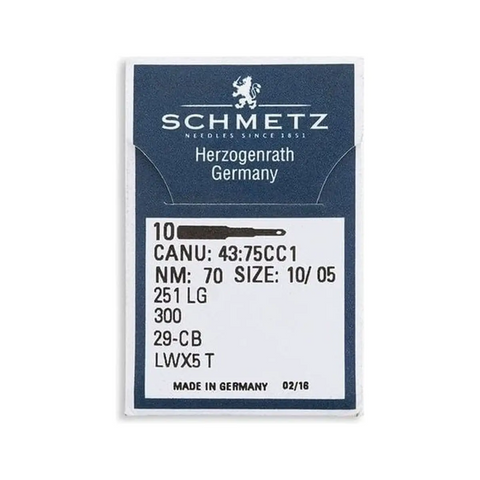 SCHMETZ
NEEDLES SINCE 1851
Herzogenrath
Germany
10
CANU: 43:75CC1
NM: 70 SIZE: 10/ 05
251 LG
300
29-CB
LWX5 T
MADE IN GERMANY 02/16